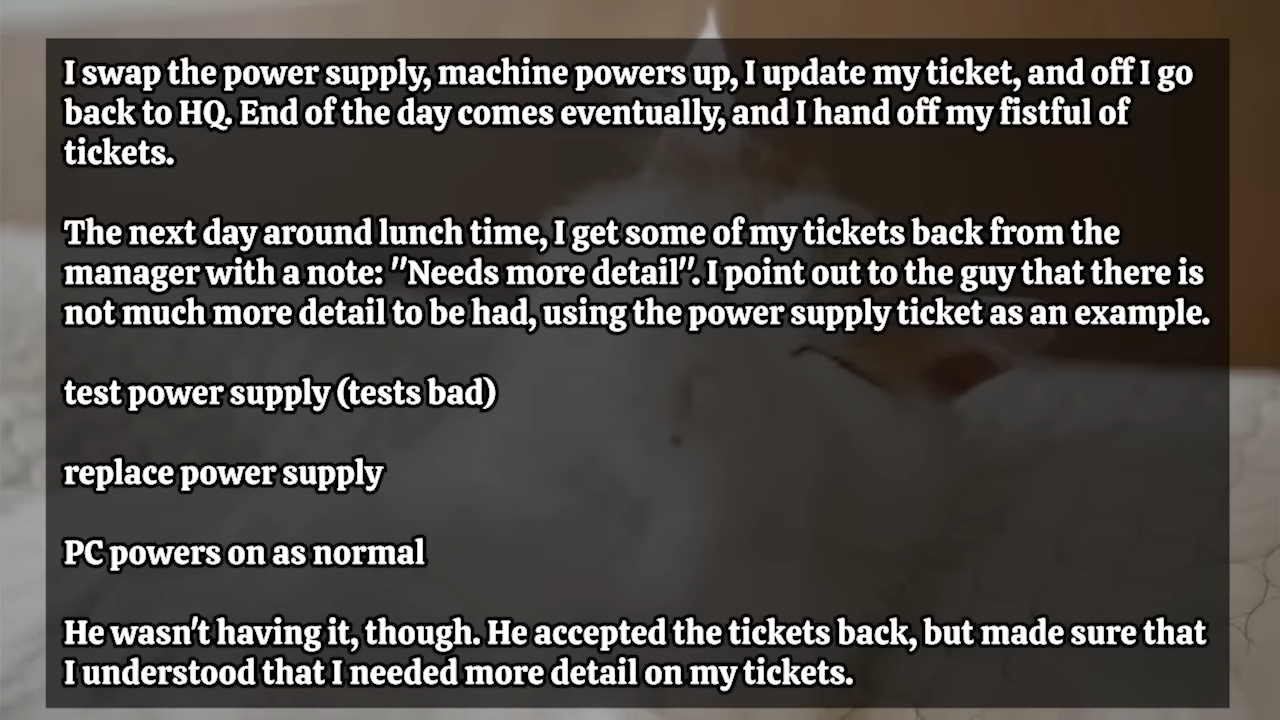 I swap the power supply, machine powers up, I update my ticket, and off I go
back to HQ. End of the day comes eventually, and I hand off my fistful of
tickets.
The next day around lunch time, I get some of my tickets back from the
manager with a note: "Needs more detail". I point out to the guy that there is
not much more detail to be had, using the power supply ticket as an example.
test power supply (tests bad)
replace power supply
PC powers on as normal
He wasn't having it, though. He accepted the tickets back, but made sure that
I understood that I needed more detail on my tickets.